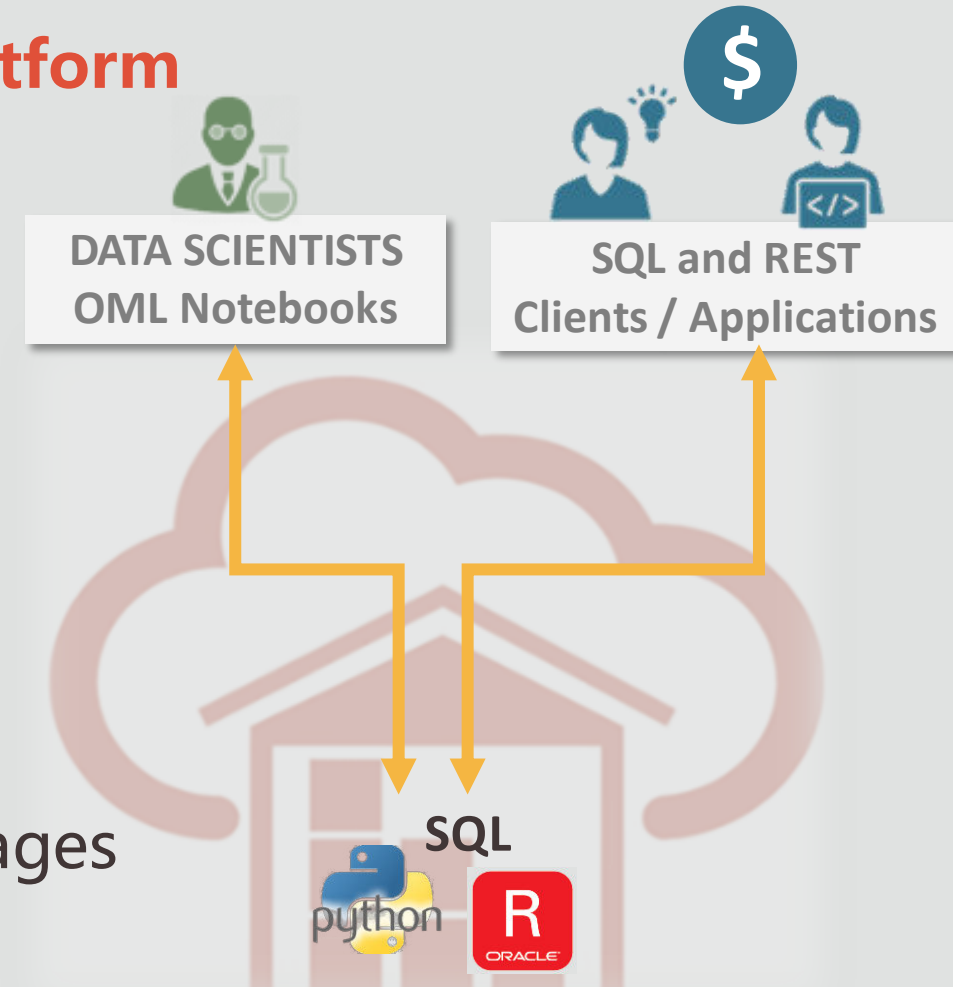 tform
$
</>
DATA SCIENTISTS
OML Notebooks
SQL and REST
Clients / Applications
ages
SQL
python
R
ORACLE